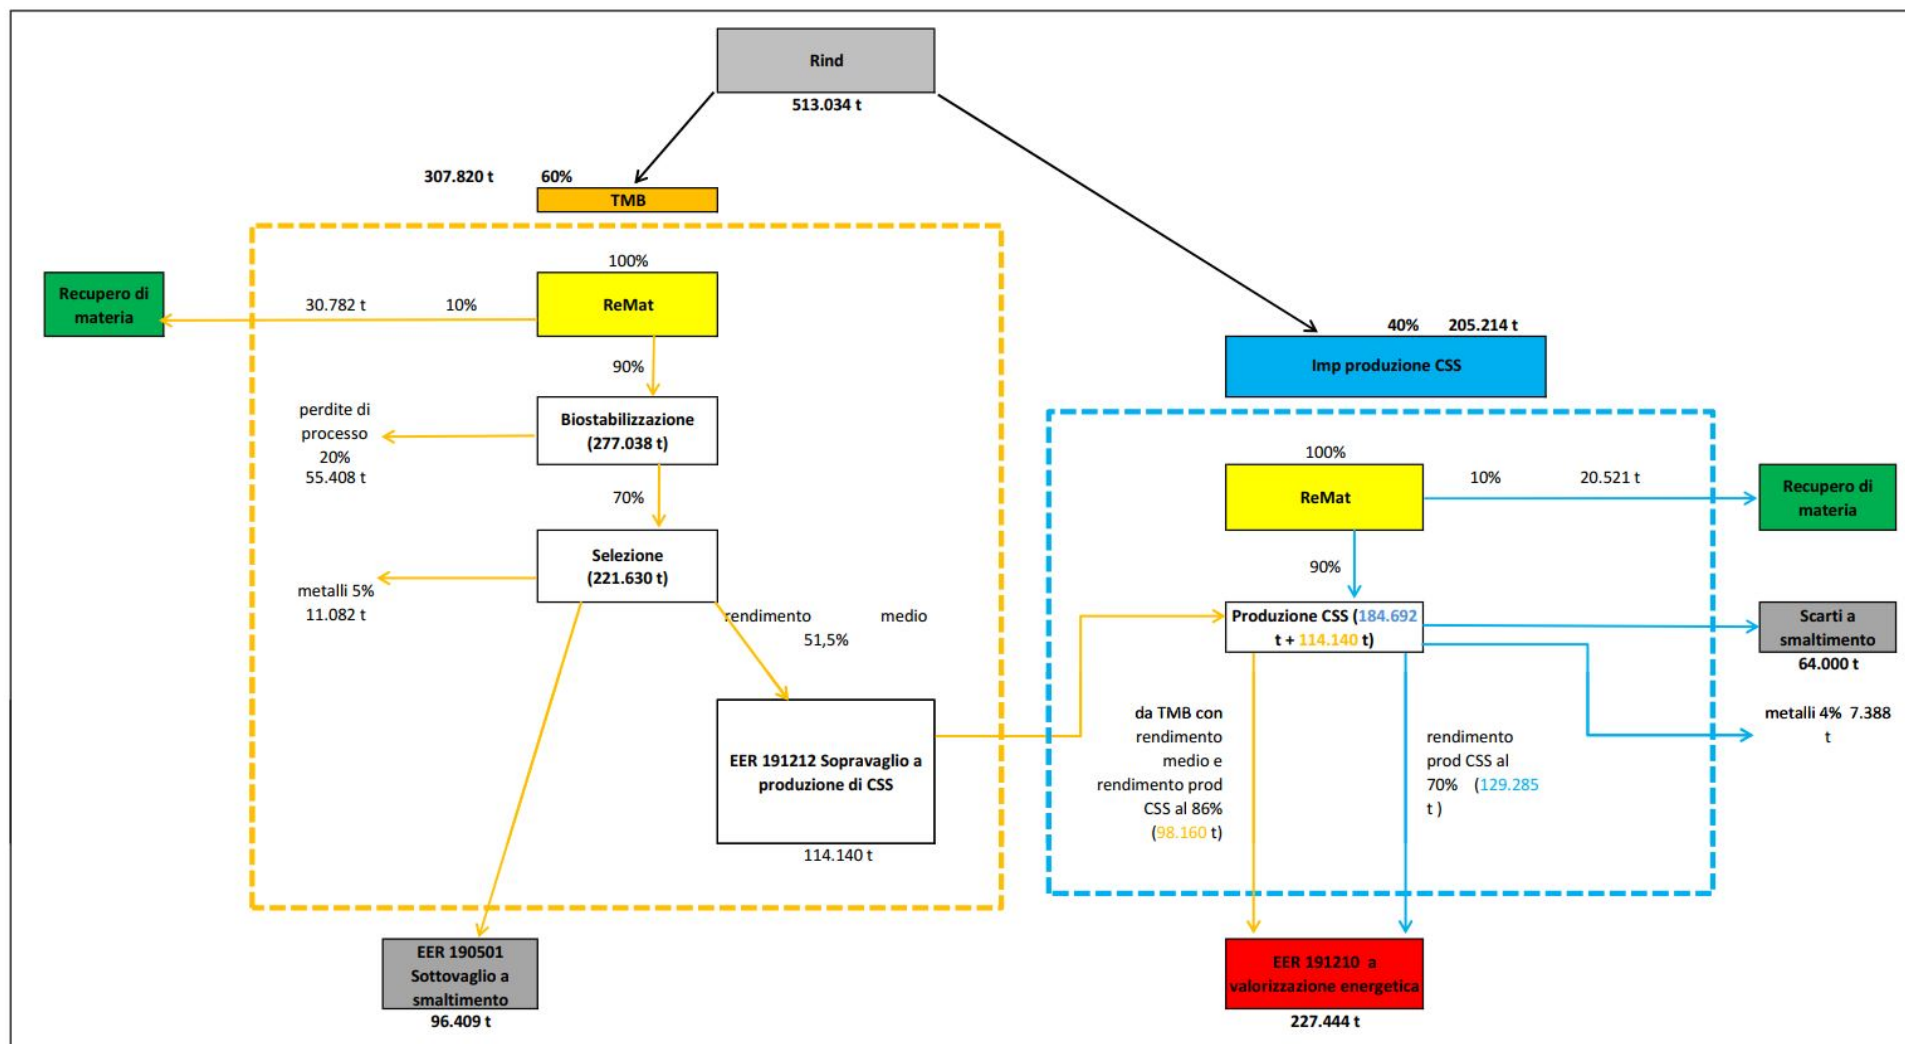 Rind
513.034 t
307.820 t 60%
TMB
100%
ReMat
Recupero di
materia
30.782 t 10%
90%
perdite di
processo
20%
55.408 t
Biostabilizzazione
(277.038 t)
70%
Selezione
(221.630 t)
metalli 5%
11.082 t
rendimento medio
51,5%
EER 191212 Sopravaglio a
produzione di CSS
114.140 t
EER 190501
Sottovaglio a
smaltimento
96.409 t
40% 205.214 t
Imp produzione CSS
100%
ReMat
10% 20.521 t
Recupero di
materia
90%
Produzione CSS (184.692
t + 114.140 t)
Scarti a
smaltimento
64.000 t
metalli 4% 7.388
t
da TMB con
rendimento
medio e
rendimento prod
CSS al 86%
(98.160 t)
rendimento
prod CSS al
70% (129.285
t )
EER 191210 a
valorizzazione energetica
227.444 t